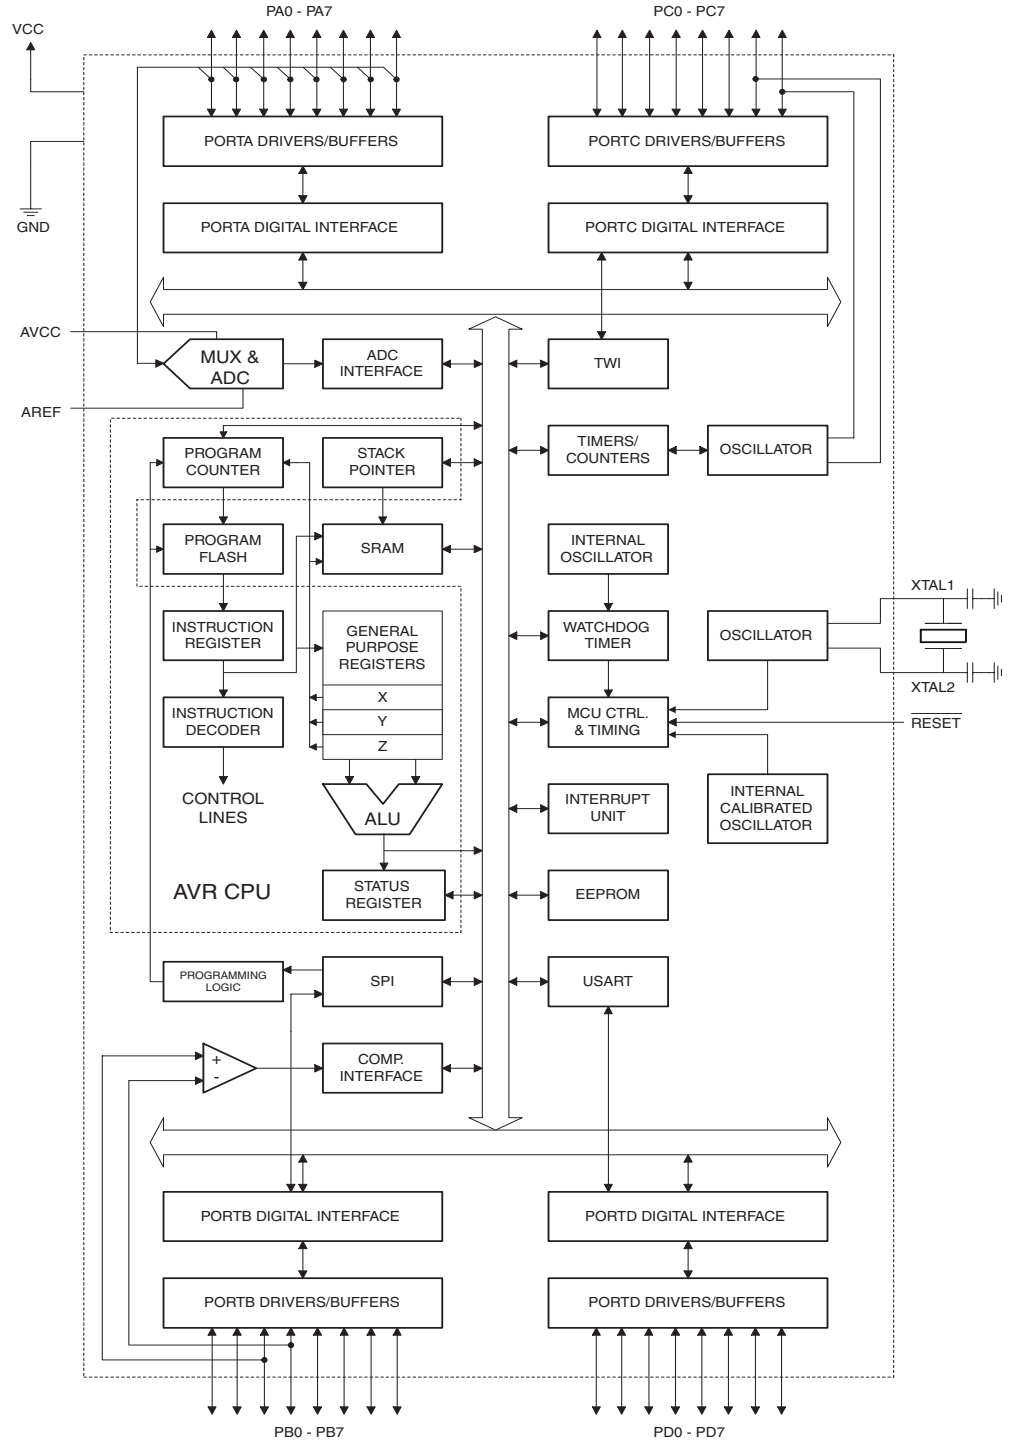 PA0 - PA7
PC0 - PC7
VCC
PORTA DRIVERS/BUFFERS
PORTC DRIVERS/BUFFERS
GND
PORTA DIGITAL INTERFACE
PORTC DIGITAL INTERFACE
AVCC
MUX &
ADC
ADC
INTERFACE
TWI
AREF
PROGRAM
COUNTER
STACK
POINTER
TIMERS/
COUNTERS
OSCILLATOR
PROGRAM
FLASH
SRAM
INTERNAL
OSCILLATOR
XTAL1
INSTRUCTION
REGISTER
GENERAL
PURPOSE
REGISTERS
WATCHDOG
TIMER
OSCILLATOR
XTAL2
X
INSTRUCTION
DECODER
Y
MCU CTRL.
& TIMING
RESET
Z
CONTROL
LINES
ALU
INTERRUPT
UNIT
INTERNAL
CALIBRATED
OSCILLATOR
AVR CPU
STATUS
REGISTER
EEPROM
PROGRAMMING
LOGIC
SPI
USART
+
-
COMP.
INTERFACE
PORTB DIGITAL INTERFACE
PORTD DIGITAL INTERFACE
PORTB DRIVERS/BUFFERS
PORTD DRIVERS/BUFFERS
PB0 - PB7
PD0 - PD7